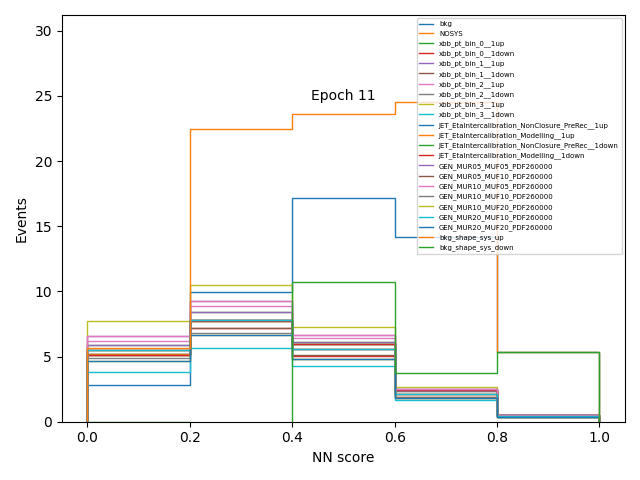 Epoch 11
bkg
NOSYS
xbb_pt_bin_0__1up
xbb_pt_bin_0__1down
xbb_pt_bin_1__1up
xbb_pt_bin_1__1down
xbb_pt_bin_2__1up
xbb_pt_bin_2__1down
xbb_pt_bin_3__1up
xbb_pt_bin_3__1down
JET_EtaIntercalibration_NonClosure_PreRec__1up
JET_EtaIntercalibration_Modelling__1up
JET_EtaIntercalibration_NonClosure_PreRec__1down
JET_EtaIntercalibration_Modelling__1down
GEN_MUR05_MUF05_PDF260000
GEN_MUR05_MUF10_PDF260000
GEN_MUR10_MUF05_PDF260000
GEN_MUR10_MUF10_PDF260000
GEN_MUR10_MUF20_PDF260000
GEN_MUR20_MUF10_PDF260000
GEN_MUR20_MUF20_PDF260000
bkg_shape_sys_up
bkg_shape_sys_down
Events
30
25
20
15
10
5
0
0.0 0.2 0.4 0.6 0.8 1.0
NN score